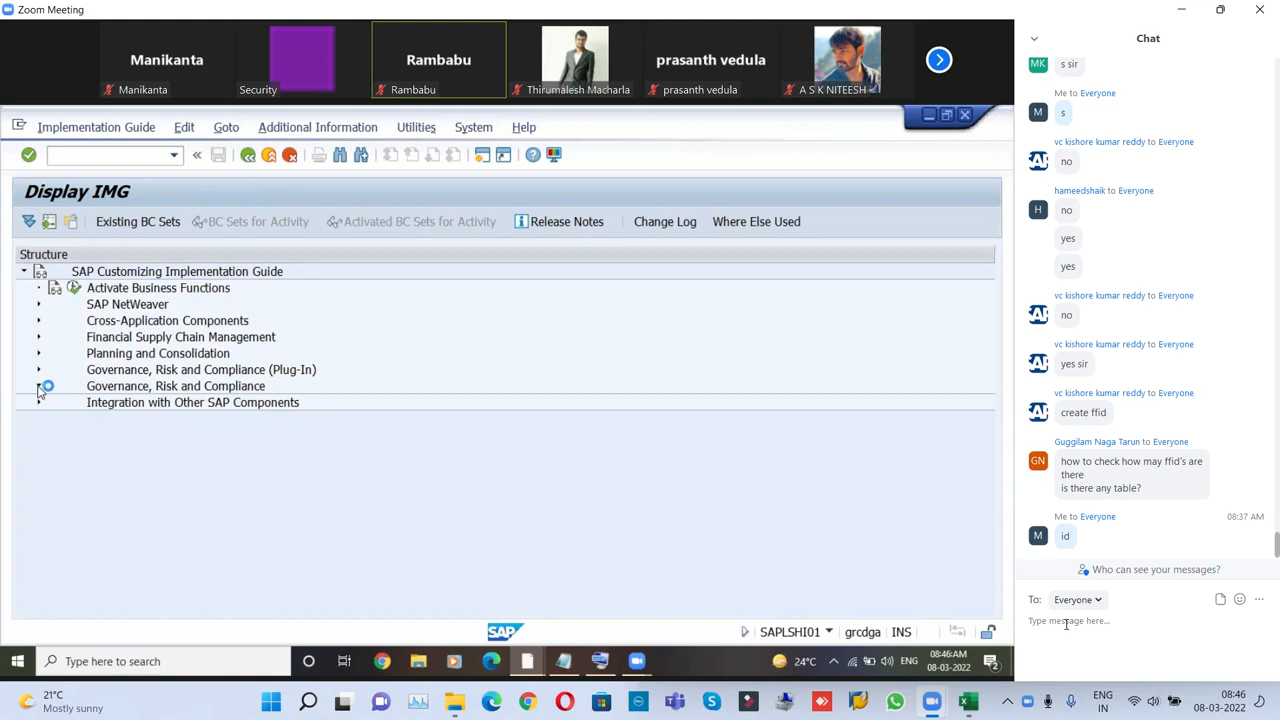 Zoom Meeting
Manikanta
Rambabu
prasanth vedula
Manikanta
Security
Rambabu
Thirumalesh Macharla
prasanth vedula
A S K NITEESH
Implementation Guide Edit Goto Additional Information Utilities System Help
Display IMG
Existing BC Sets BC Sets for Activity Activated BC Sets for Activity Release Notes Change Log Where Else Used
Structure
SAP Customizing Implementation Guide
Activate Business Functions
SAP NetWeaver
Cross-Application Components
Financial Supply Chain Management
Planning and Consolidation
Governance, Risk and Compliance (Plug-In)
Governance, Risk and Compliance
Integration with Other SAP Components
SAP
SAPLSHI01 grcdga INS
Type here to search
24°C
ENG
08:46AM
08-03-2022
2
Chat
MK
s sir
Me to Everyone
M
s
vc kishore kumar reddy to Everyone
SAP
no
hameedshaik to Everyone
H
no
yes
yes
vc kishore kumar reddy to Everyone
SAP
no
vc kishore kumar reddy to Everyone
SAP
yes sir
vc kishore kumar reddy to Everyone
SAP
create ffid
Guggilam Naga Tarun to Everyone
GN
how to check how may ffid's are
there
is there any table?
Me to Everyone 08:37 AM
M
id
Who can see your messages?
To: Everyone
Type message here...
21°C
Mostly sunny
ENG
IN
08:46
08-03-2022